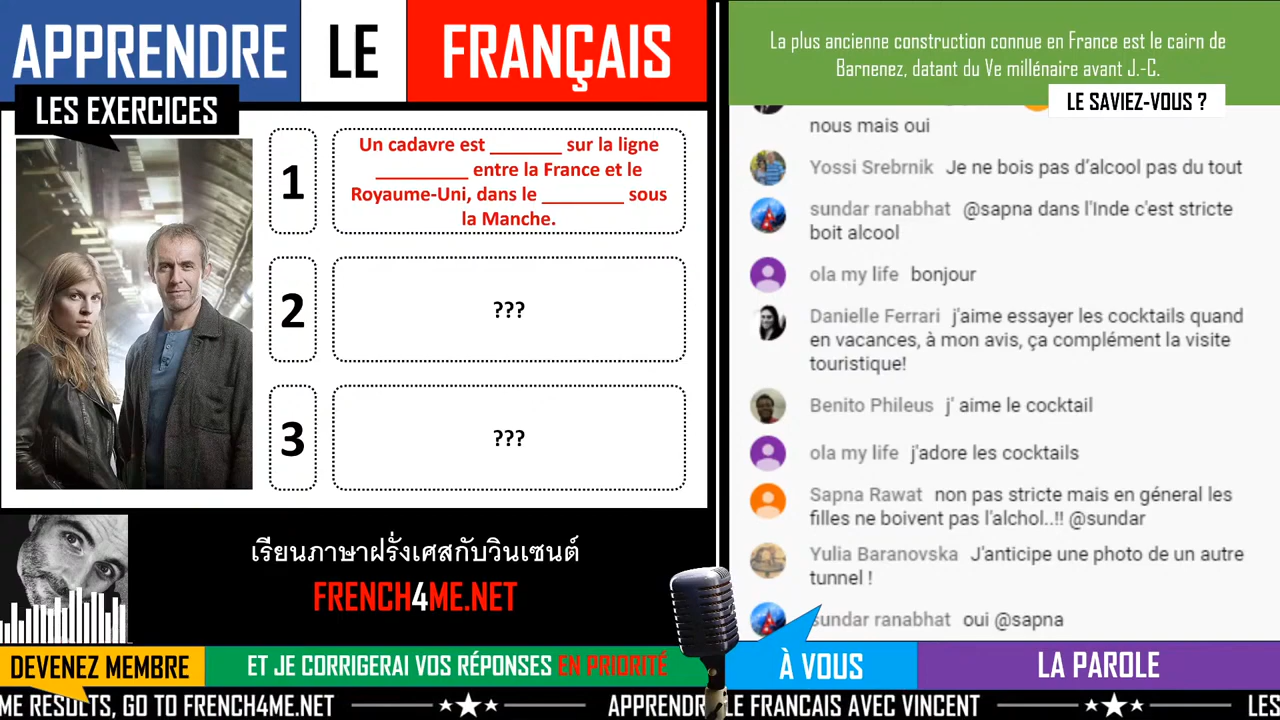 APPRENDRE LE FRANÇAIS
LES EXERCICES
1
Un cadavre est _______ sur la ligne
_________ entre la France et le
Royaume-Uni, dans le ________ sous
la Manche.
2
???
3
???
เรียนภาษาฝรั่งเศสกับวินเซนต์
FRENCH4ME.NET
DEVENEZ MEMBRE
ET JE CORRIGERAI VOS RÉPONSES EN PRIORITÉ
La plus ancienne construction connue en France est le cairn de
Barnenez, datant du Ve millénaire avant J.-C.
LE SAVIEZ-VOUS ?
nous mais oui
Yossi Srebrnik Je ne bois pas d’alcool pas du tout
sundar ranabhat @sapna dans l'Inde c'est stricte
boit alcool
ola my life bonjour
Danielle Ferrari j'aime essayer les cocktails quand
en vacances, à mon avis, ça complément la visite
touristique!
Benito Phileus j' aime le cocktail
ola my life j'adore les cocktails
Sapna Rawat non pas stricte mais en géneral les
filles ne boivent pas l'alchol..!! @sundar
Yulia Baranovska J'anticipe une photo de un autre
tunnel !
sundar ranabhat oui @sapna
À VOUS
LA PAROLE
ME RESULTS, GO TO FRENCH4ME.NET APPRENDR LE FRANCAIS AVEC VINCENT LES